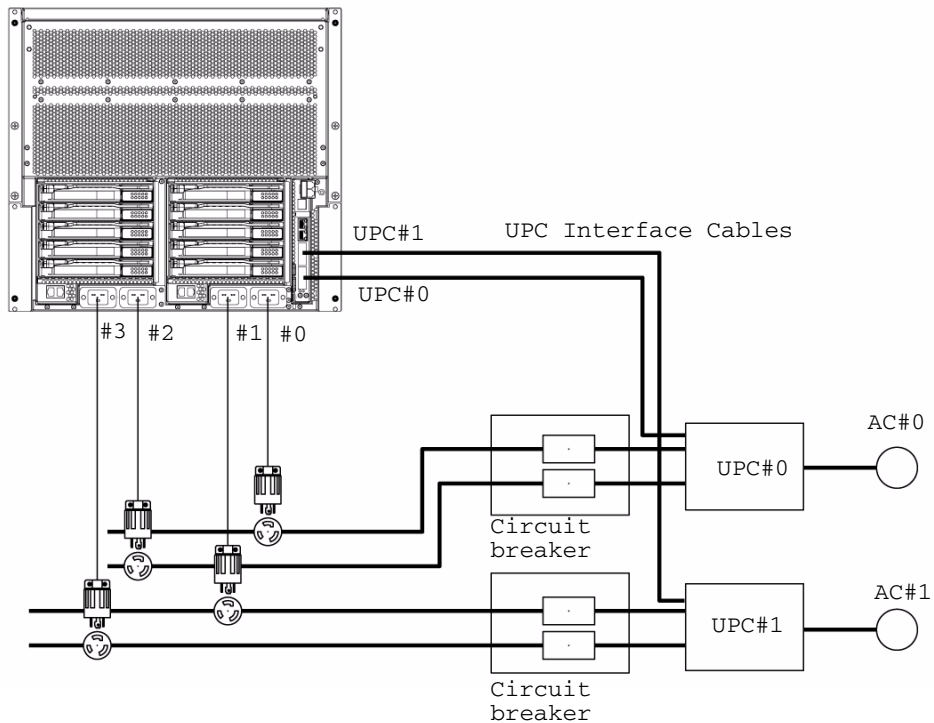 UPC#1
UPC Interface Cables
UPC#0
#3
#2
#1
#0
AC#0
UPC#0
Circuit
breaker
AC#1
UPC#1
Circuit
breaker